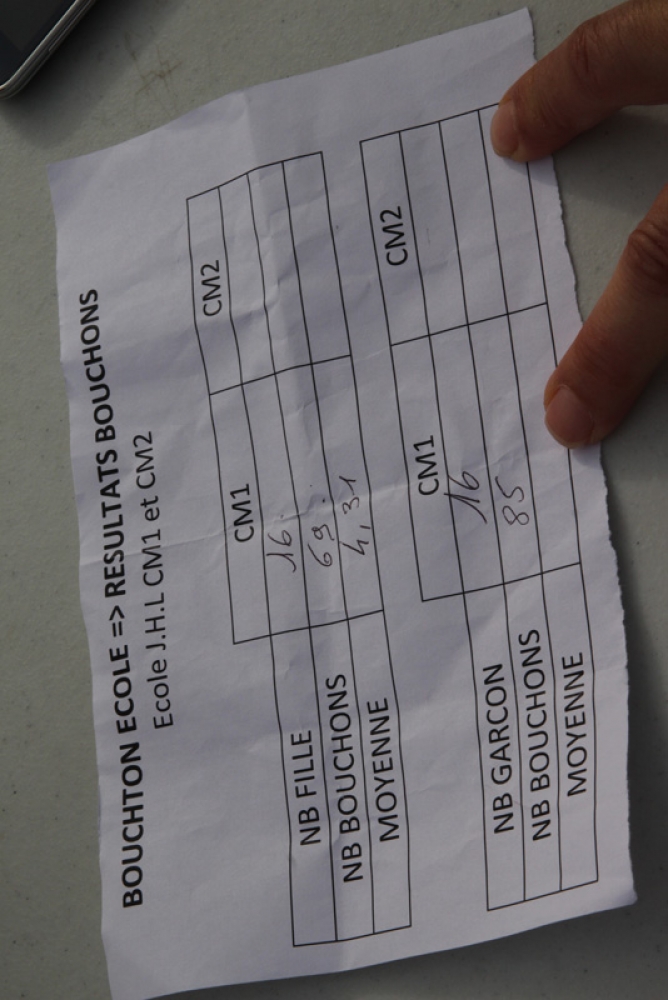 BOUCHTON ECOLE => RESULTATS BOUCHONS
Ecole J.H.L CM1 et CM2
CM1 CM2
NB FILLE 16
NB BOUCHONS 69
MOYENNE 4,31
CM1 CM2
NB GARCON 16
NB BOUCHONS 85
MOYENNE